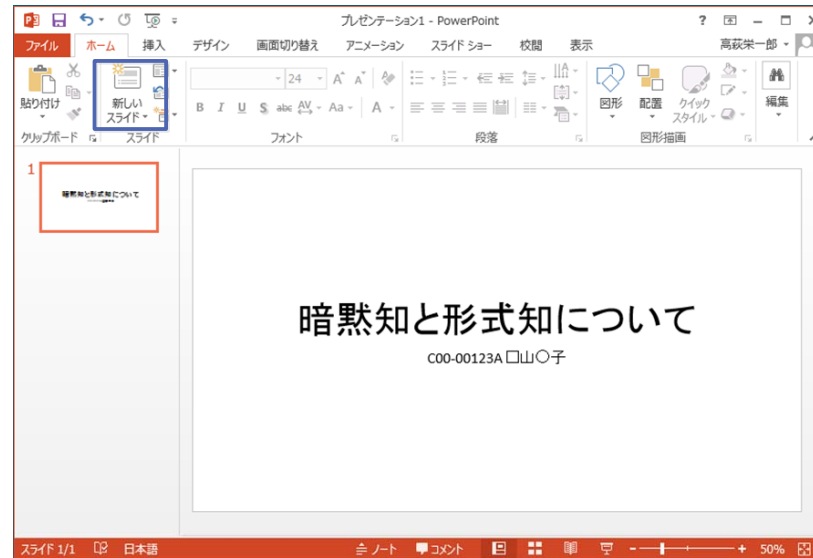 プレゼンテーション1 - PowerPoint
ファイル ホーム 挿入 デザイン 画面切り替え アニメーション スライド ショー 校閲 表示 高萩栄一郎
貼り付け
新しい
スライド
24
B I U S abc AV Aa A
図形 配置 クイック
スタイル
編集
クリップボード スライド フォント 段落 図形描画
1
暗黙知と形式知について
暗黙知と形式知について
C00-00123A 口山〇子
スライド 1/1 日本語 ノート コメント 50%